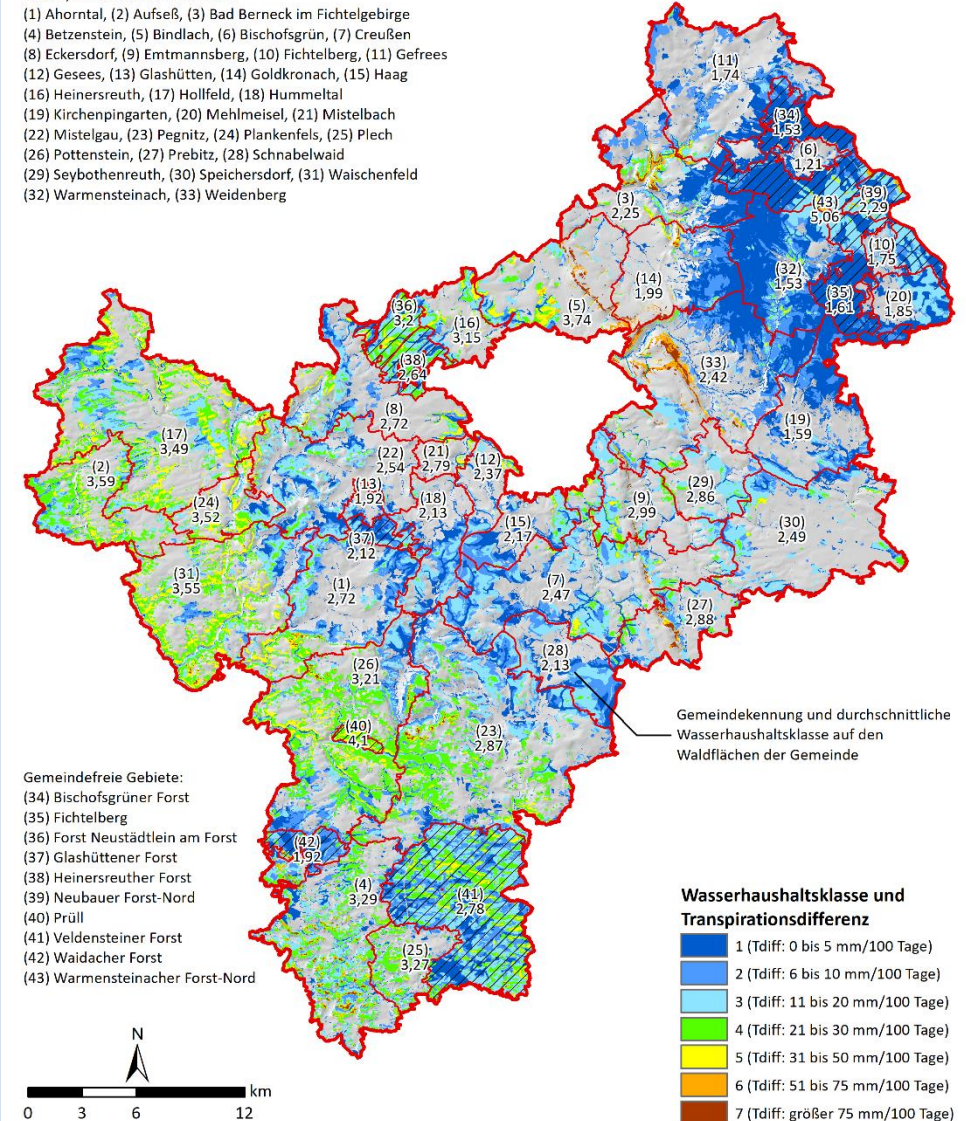 (1) Ahorntal, (2) Aufseß, (3) Bad Berneck im Fichtelgebirge
(4) Betzenstein, (5) Bindlach, (6) Bischofsgrün, (7) Creußen
(8) Eckersdorf, (9) Emtmannsberg, (10) Fichtelberg, (11) Gefrees
(12) Gesees, (13) Glashütten, (14) Goldkronach, (15) Haag
(16) Heinersreuth, (17) Hollfeld, (18) Hummeltal
(19) Kirchenpingarten, (20) Mehlmeisel, (21) Mistelbach
(22) Mistelgau, (23) Pegnitz, (24) Plankenfels, (25) Plech
(26) Pottenstein, (27) Prebitz, (28) Schnabelwaid
(29) Seybothenreuth, (30) Speichersdorf, (31) Waischenfeld
(32) Warmensteinach, (33) Weidenberg
(11)
1,74
(34)
1,53
(6)
1,21
(39)
2,29
(43)
5,06
(3)
2,25
(10)
1,75
(32)
1,53
(14)
1,99
(35)
1,61
(20)
1,85
(36)
3,2
(5)
3,74
(16)
3,15
(38)
2,64
(33)
2,42
(8)
2,72
(19)
1,59
(17)
3,49
(22)
2,54
(21)
2,79
(12)
2,37
(2)
3,59
(13)
1,92
(29)
2,86
(18)
2,13
(9)
2,99
(24)
3,52
(30)
2,49
(15)
2,17
(37)
2,12
(31)
3,55
(1)
2,72
(7)
2,47
(27)
2,88
(28)
2,13
(26)
3,21
(40)
4,1
(23)
2,87
Gemeindekennung und durchschnittliche
Wasserhaushaltsklasse auf den
Waldflächen der Gemeinde
Gemeindefreie Gebiete:
(34) Bischofsgrüner Forst
(35) Fichtelberg
(36) Forst Neustädtlein am Forst
(37) Glashüttener Forst
(38) Heinersreuther Forst
(39) Neubauer Forst-Nord
(40) Prüll
(41) Veldensteiner Forst
(42) Waidacher Forst
(43) Warmensteinacher Forst-Nord
(42)
1,92
(4)
3,29
(41)
2,78
(25)
3,27
Wasserhaushaltsklasse und
Transpirationsdifferenz
1 (Tdiff: 0 bis 5 mm/100 Tage)
2 (Tdiff: 6 bis 10 mm/100 Tage)
3 (Tdiff: 11 bis 20 mm/100 Tage)
4 (Tdiff: 21 bis 30 mm/100 Tage)
5 (Tdiff: 31 bis 50 mm/100 Tage)
6 (Tdiff: 51 bis 75 mm/100 Tage)
7 (Tdiff: größer 75 mm/100 Tage)
N
km
0 3 6 12